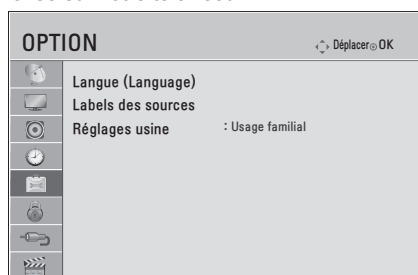 OPTION Déplacer OK
Langue (Language)
Labels des sources
Réglages usine : Usage familial